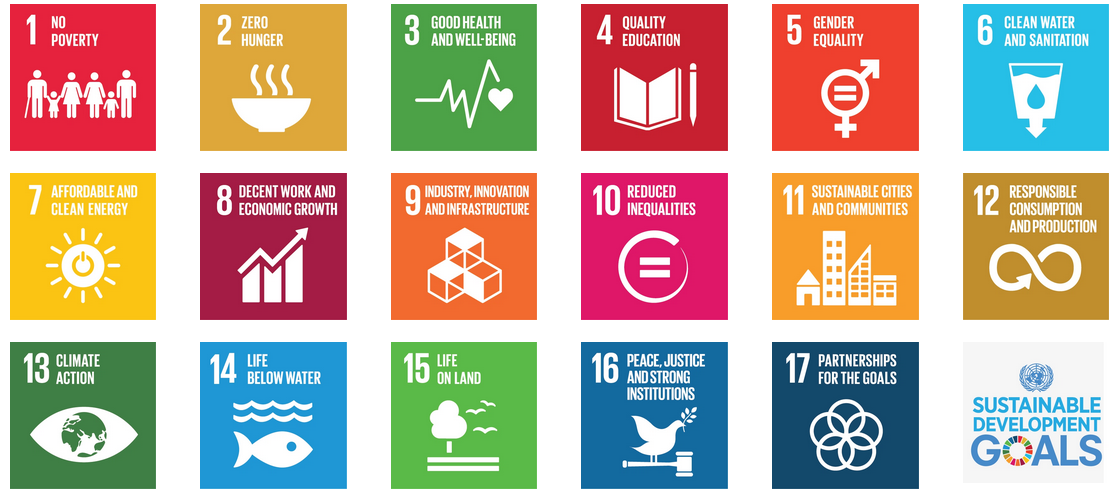 1 NO
POVERTY
2 ZERO
HUNGER
3 GOOD HEALTH
AND WELL-BEING
4 QUALITY
EDUCATION
5 GENDER
EQUALITY
6 CLEAN WATER
AND SANITATION
7 AFFORDABLE AND
CLEAN ENERGY
8 DECENT WORK AND
ECONOMIC GROWTH
9 INDUSTRY, INNOVATION
AND INFRASTRUCTURE
10 REDUCED
INEQUALITIES
11 SUSTAINABLE CITIES
AND COMMUNITIES
12 RESPONSIBLE
CONSUMPTION
AND PRODUCTION
13 CLIMATE
ACTION
14 LIFE
BELOW WATER
15 LIFE
ON LAND
16 PEACE, JUSTICE
AND STRONG
INSTITUTIONS
17 PARTNERSHIPS
FOR THE GOALS
SUSTAINABLE
DEVELOPMENT
GOALS